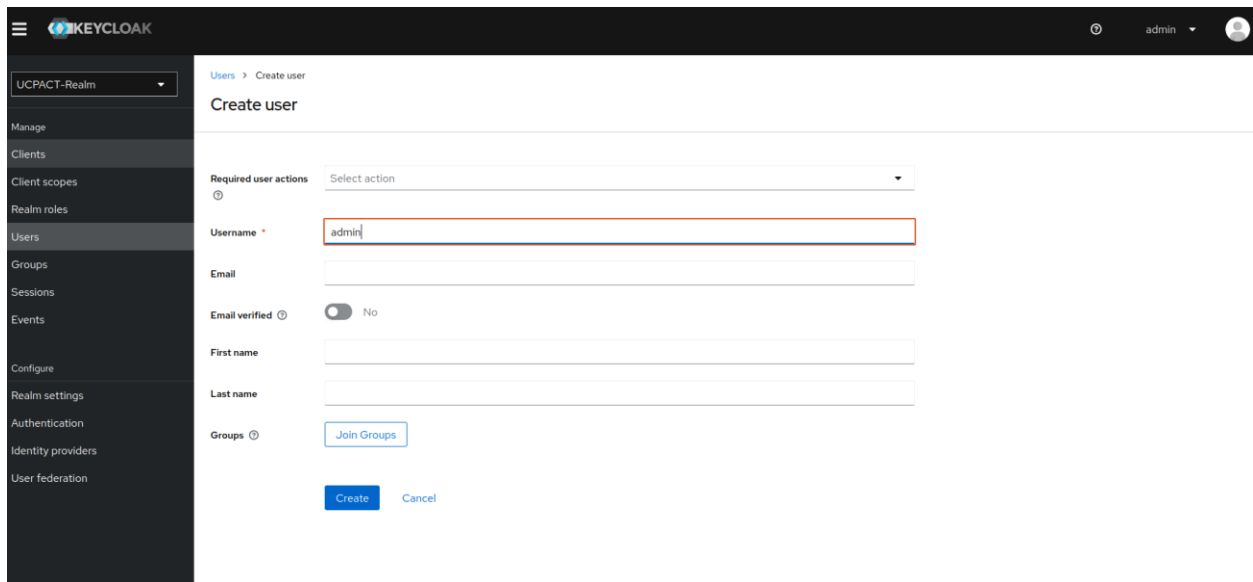 KEYCLOAK
admin
UCPACT-Realm
Manage
Clients
Client scopes
Realm roles
Users
Groups
Sessions
Events
Configure
Realm settings
Authentication
Identity providers
User federation
Users > Create user
Create user
Required user actions
Select action
Username *
admin
Email
Email verified
No
First name
Last name
Groups
Join Groups
Create
Cancel